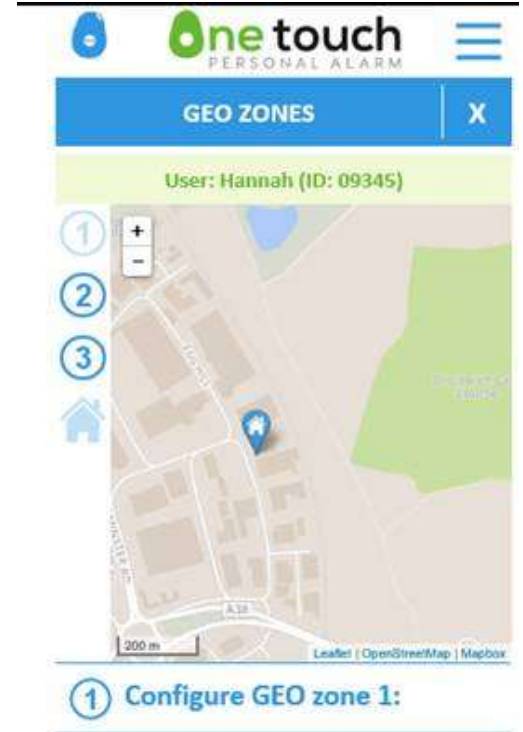 One touch
PERSONAL ALARM
GEO ZONES X
User: Hannah (ID: 09345)
1
+
−
2
3
A38
200 m
Leaflet | OpenStreetMap | Mapbox
1 Configure GEO zone 1: